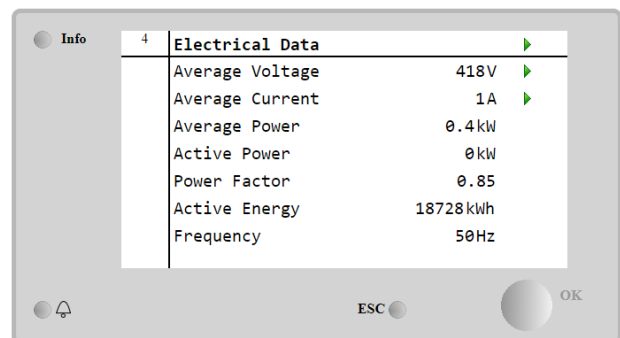 Info
4 Electrical Data
Average Voltage 418V
Average Current 1A
Average Power 0.4kW
Active Power 0kW
Power Factor 0.85
Active Energy 18728kWh
Frequency 50Hz
ESC
OK